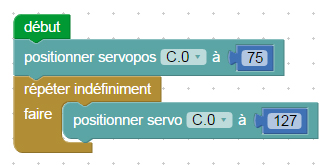 début
positionner servopos C.0 à 75
répéter indéfiniment
faire
positionner servo C.0 à 127